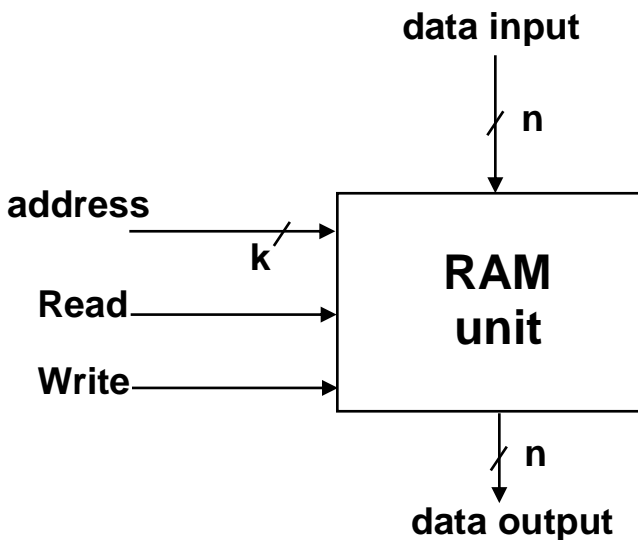 data input
n
address
k
RAM
unit
Read
Write
n
data output